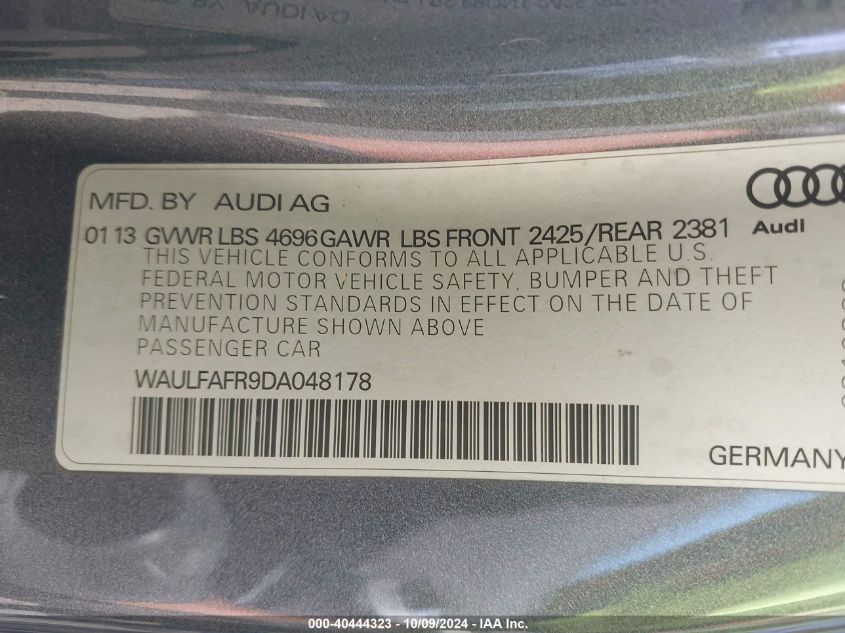 MFD. BY AUDI AG
01 13 GVWR LBS 4696 GAWR LBS FRONT 2425/REAR 2381
Audi
THIS VEHICLE CONFORMS TO ALL APPLICABLE U.S.
FEDERAL MOTOR VEHICLE SAFETY, BUMPER AND THEFT
PREVENTION STANDARDS IN EFFECT ON THE DATE OF
MANUFACTURE SHOWN ABOVE
PASSENGER CAR
WAULFAFR9DA048178
GERMANY
000-40444323 - 10/09/2024 - IAA Inc.